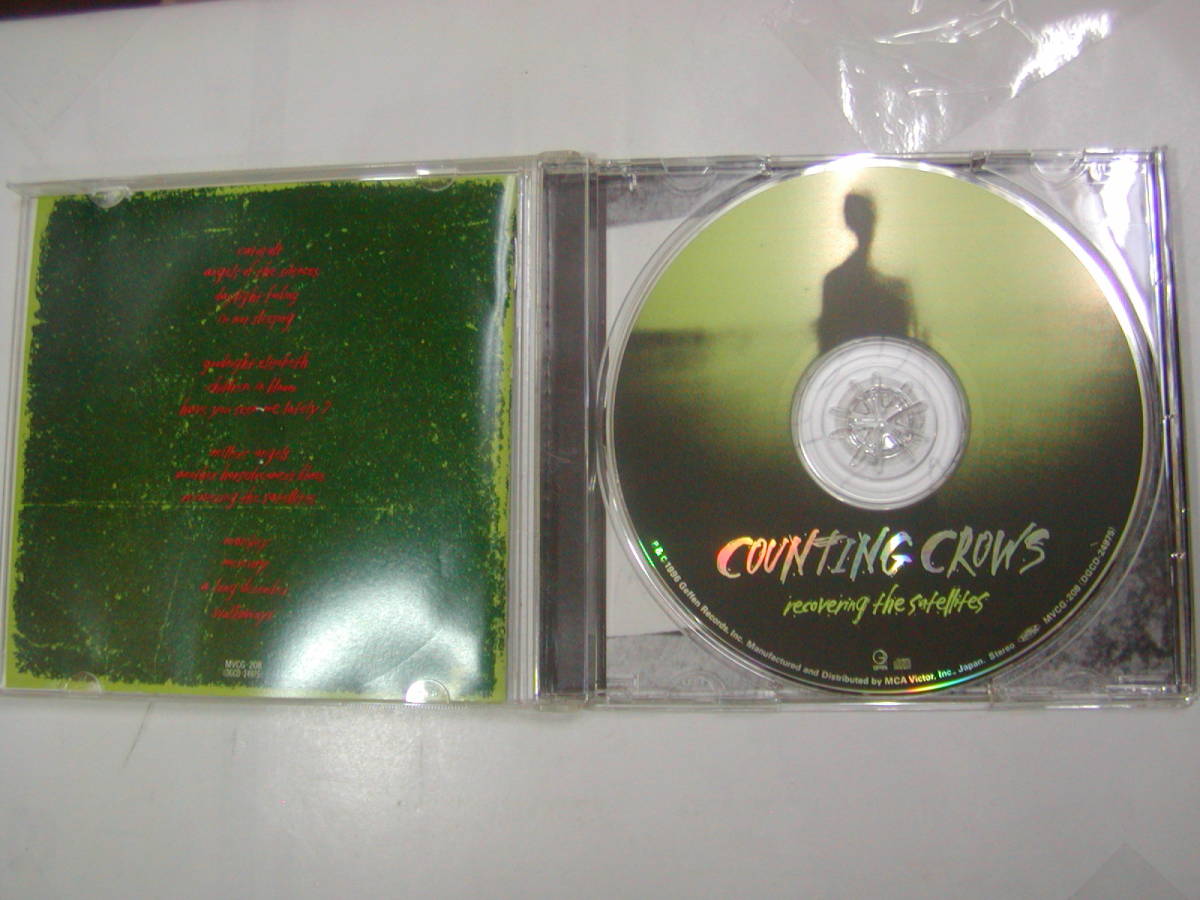 catapult
angels of the silences
daylight fading
i'm not sleeping
goodnight elisabeth
children in bloom
have you seen me lately?
miller's angels
another horsedreamer's blues
recovering the satellites
monkey
mercury
a long december
walkaways
MVCG-208
(DGCD-24975)
COUNTING CROWS
recovering the satellites
GEFFEN
P & C 1996 Geffen Records, Inc. Manufactured and Distributed by MCA Victor, Inc., Japan. Stereo MVCG-208 (DGCD-24975)